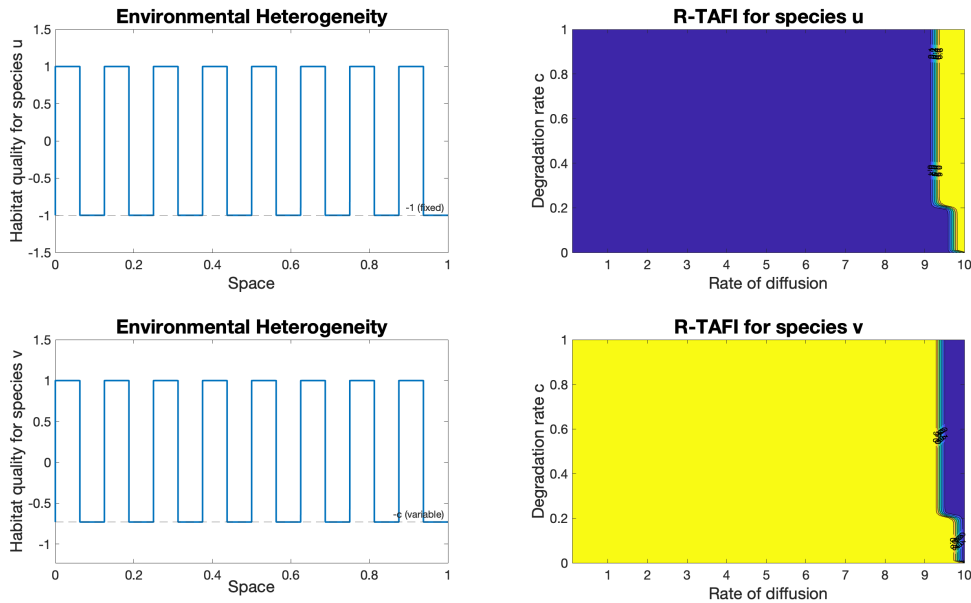 Environmental Heterogeneity
Habitat quality for species u
1.5
1
0.5
0
-0.5
-1
-1.5
-1 (fixed)
0 0.2 0.4 0.6 0.8 1
Space
R-TAFI for species u
Degradation rate c
1
0.8
0.6
0.4
0.2
0
1 2 3 4 5 6 7 8 9 10
Rate of diffusion
Environmental Heterogeneity
Habitat quality for species v
1.5
1
0.5
0
-0.5
-1
-c (variable)
0 0.2 0.4 0.6 0.8 1
Space
R-TAFI for species v
Degradation rate c
1
0.8
0.6
0.4
0.2
0
1 2 3 4 5 6 7 8 9 10
Rate of diffusion